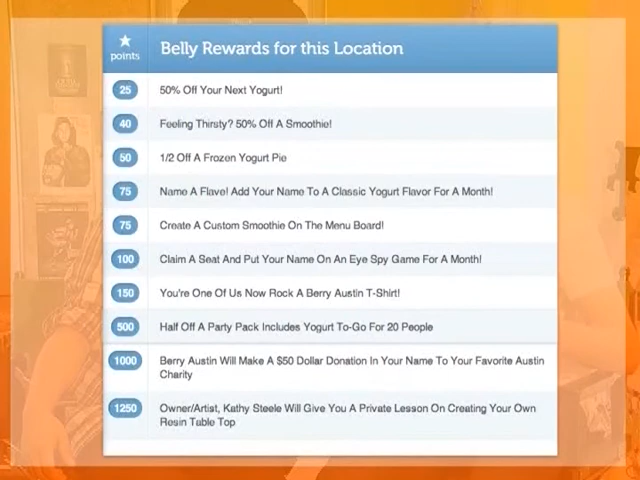 points
Belly Rewards for this Location
25
50% Off Your Next Yogurt!
40
Feeling Thirsty? 50% Off A Smoothie!
50
1/2 Off A Frozen Yogurt Pie
75
Name A Flave! Add Your Name To A Classic Yogurt Flavor For A Month!
75
Create A Custom Smoothie On The Menu Board!
100
Claim A Seat And Put Your Name On An Eye Spy Game For A Month!
150
You're One Of Us Now Rock A Berry Austin T-Shirt!
500
Half Off A Party Pack Includes Yogurt To-Go For 20 People
1000
Berry Austin Will Make A $50 Dollar Donation In Your Name To Your Favorite Austin
Charity
1250
Owner/Artist, Kathy Steele Will Give You A Private Lesson On Creating Your Own
Resin Table Top